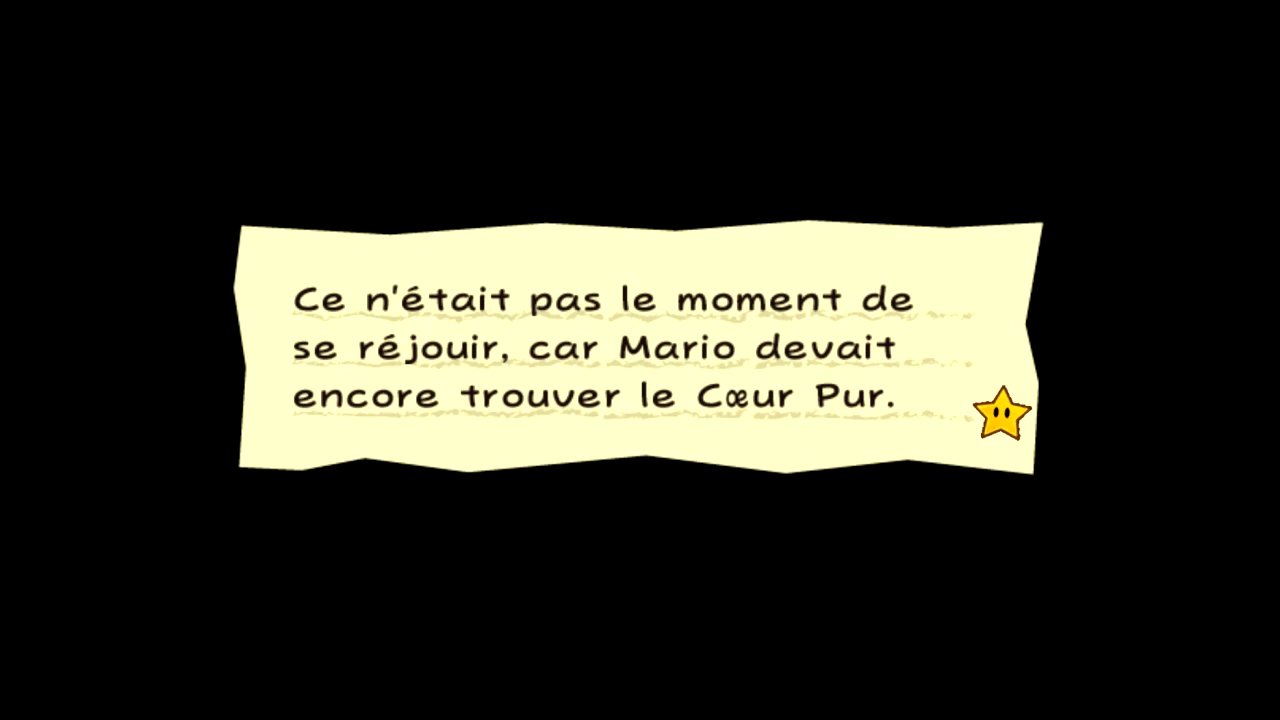 Ce n'était pas le moment de
se réjouir, car Mario devait
encore trouver le Cœur Pur.